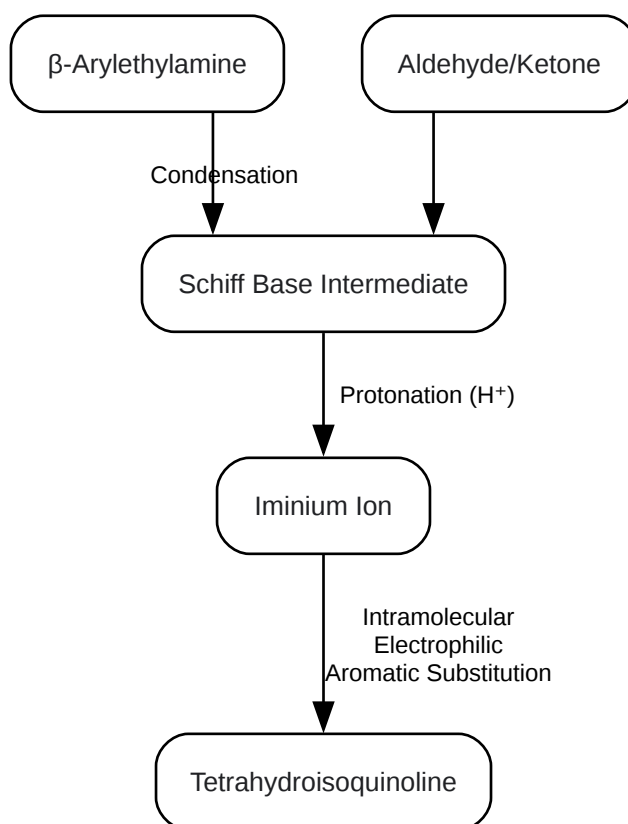 β-Arylethylamine
Aldehyde/Ketone
Condensation
Schiff Base Intermediate
Protonation (H⁺)
Iminium Ion
Intramolecular
Electrophilic
Aromatic Substitution
Tetrahydroisoquinoline